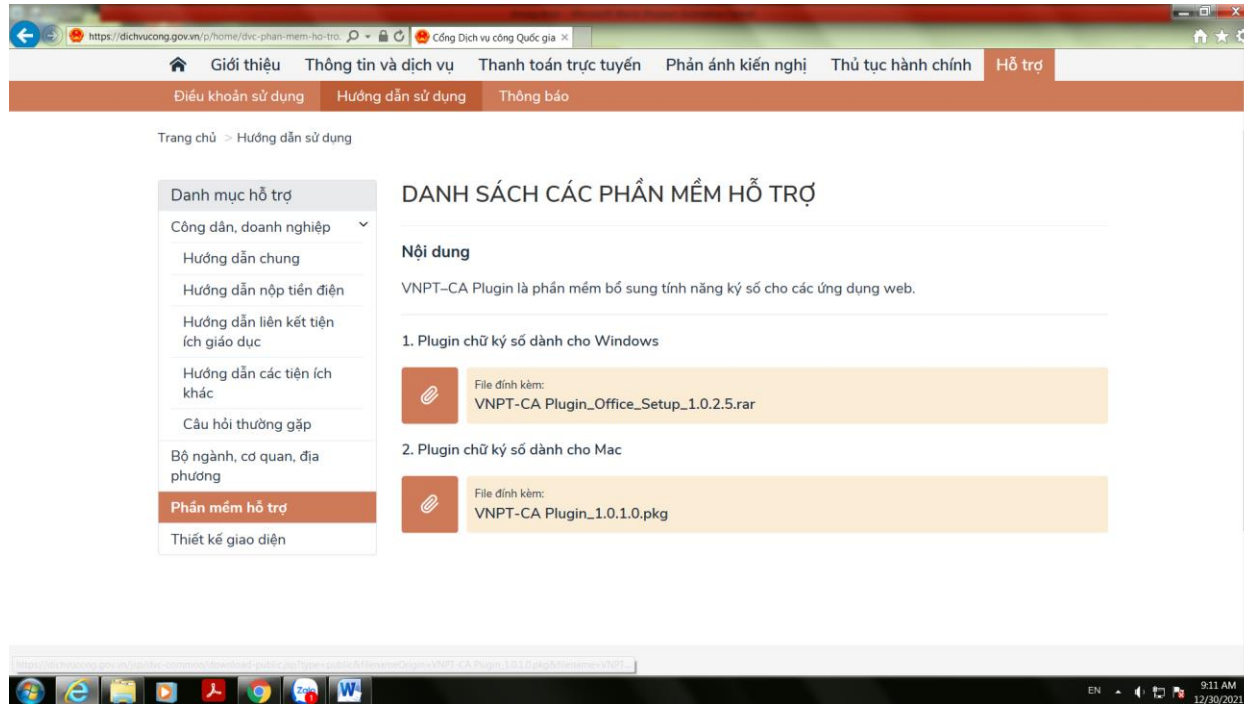 https://dichvucong.gov.vn/p/home/dvc-phan-mem-ho-tro.
Cổng Dịch vụ công Quốc gia
Giới thiệu Thông tin và dịch vụ Thanh toán trực tuyến Phản ánh kiến nghị Thủ tục hành chính Hỗ trợ
Điều khoản sử dụng Hướng dẫn sử dụng Thông báo
Trang chủ > Hướng dẫn sử dụng
Danh mục hỗ trợ
Công dân, doanh nghiệp
Hướng dẫn chung
Hướng dẫn nộp tiền điện
Hướng dẫn liên kết tiện
ích giáo dục
Hướng dẫn các tiện ích
khác
Câu hỏi thường gặp
Bộ ngành, cơ quan, địa
phương
Phần mềm hỗ trợ
Thiết kế giao diện
DANH SÁCH CÁC PHẦN MỀM HỖ TRỢ
Nội dung
VNPT–CA Plugin là phần mềm bổ sung tính năng ký số cho các ứng dụng web.
1. Plugin chữ ký số dành cho Windows
File đính kèm:
VNPT-CA Plugin_Office_Setup_1.0.2.5.rar
2. Plugin chữ ký số dành cho Mac
File đính kèm:
VNPT-CA Plugin_1.0.1.0.pkg
Zalo
EN
9:11 AM
12/30/2021